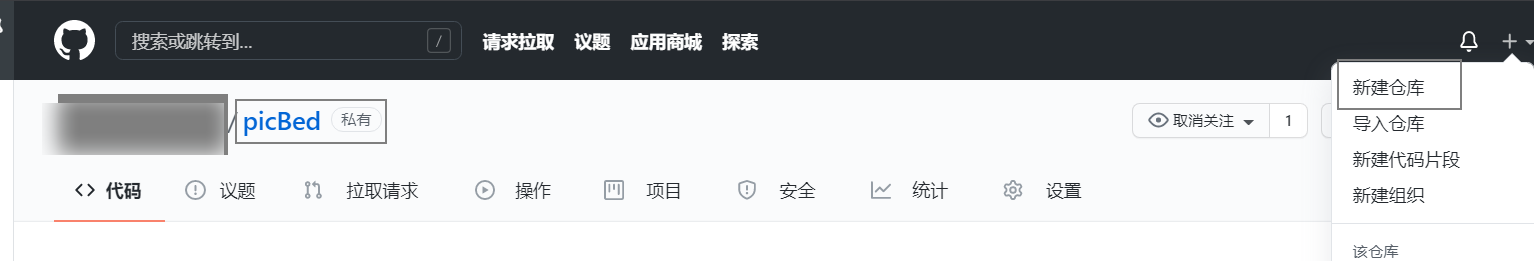 搜索或跳转到... / 请求拉取 议题 应用商城 探索
新建仓库
/picBed 私有 取消关注 1
导入仓库
新建代码片段
代码 议题 拉取请求 操作 项目 安全 统计 设置
新建组织
该仓库